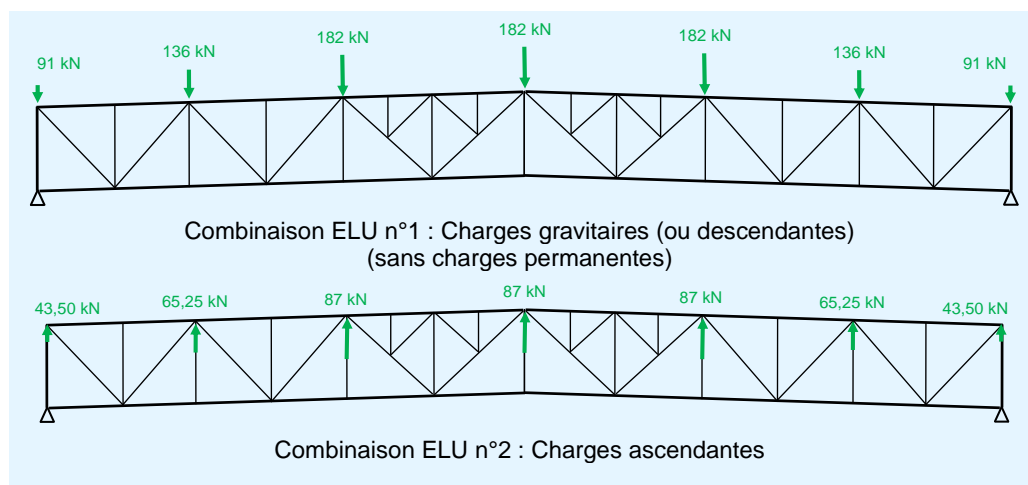 182 kN
182 kN
182 kN
136 kN
136 kN
91 kN
91 kN
Combinaison ELU n°1 : Charges gravitaires (ou descendantes)
(sans charges permanentes)
43,50 kN
65,25 kN
87 kN
87 kN
87 kN
65,25 kN
43,50 kN
Combinaison ELU n°2 : Charges ascendantes